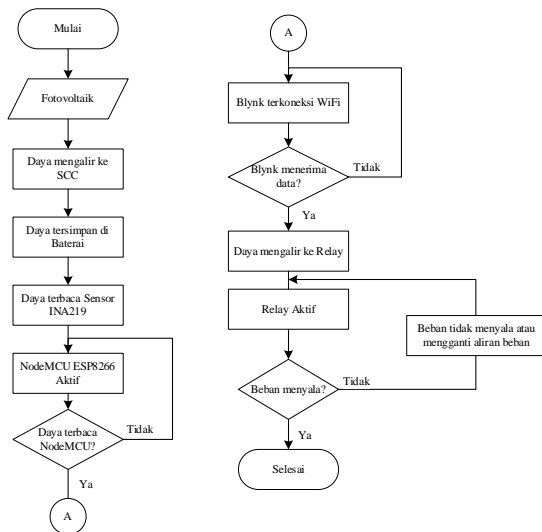 Mulai
Fotovoltaik
Daya mengalir ke
SCC
Daya tersimpan di
Baterai
Daya terbaca Sensor
INA219
NodeMCU ESP8266
Aktif
Daya terbaca
NodeMCU?
Tidak
Ya
A
A
Blynk terkoneksi WiFi
Blynk menerima
data?
Tidak
Ya
Daya mengalir ke Relay
Relay Aktif
Beban tidak menyala atau
mengganti aliran beban
Beban menyala?
Tidak
Ya
Selesai